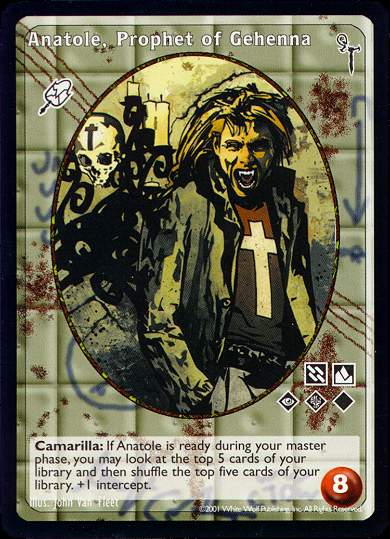 Anatole, Prophet of Gehenna
Camarilla: If Anatole is ready during your master
phase, you may look at the top 5 cards of your
library and then shuffle the top five cards of your
library. +1 intercept.
8
Illus: John Van Fleet
©2001 White Wolf Publishing, Inc. All Rights Reserved.